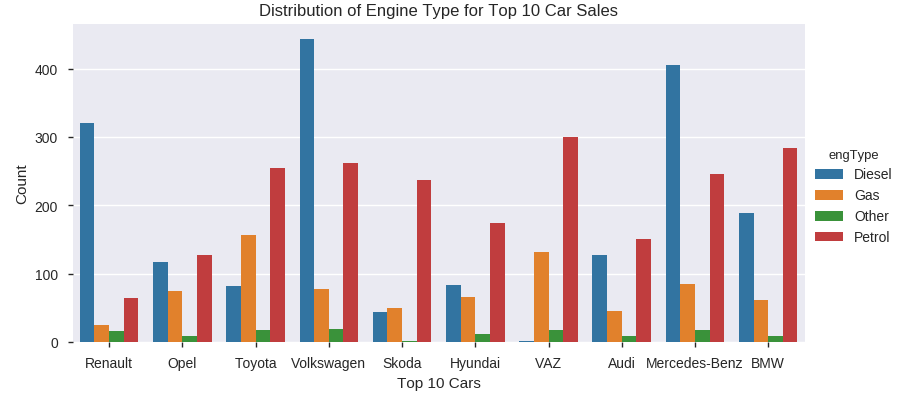 Distribution of Engine Type for Top 10 Car Sales
Count
400
300
200
100
0
Renault Opel Toyota Volkswagen Skoda Hyundai VAZ Audi Mercedes-Benz BMW
Top 10 Cars
engType
Diesel
Gas
Other
Petrol